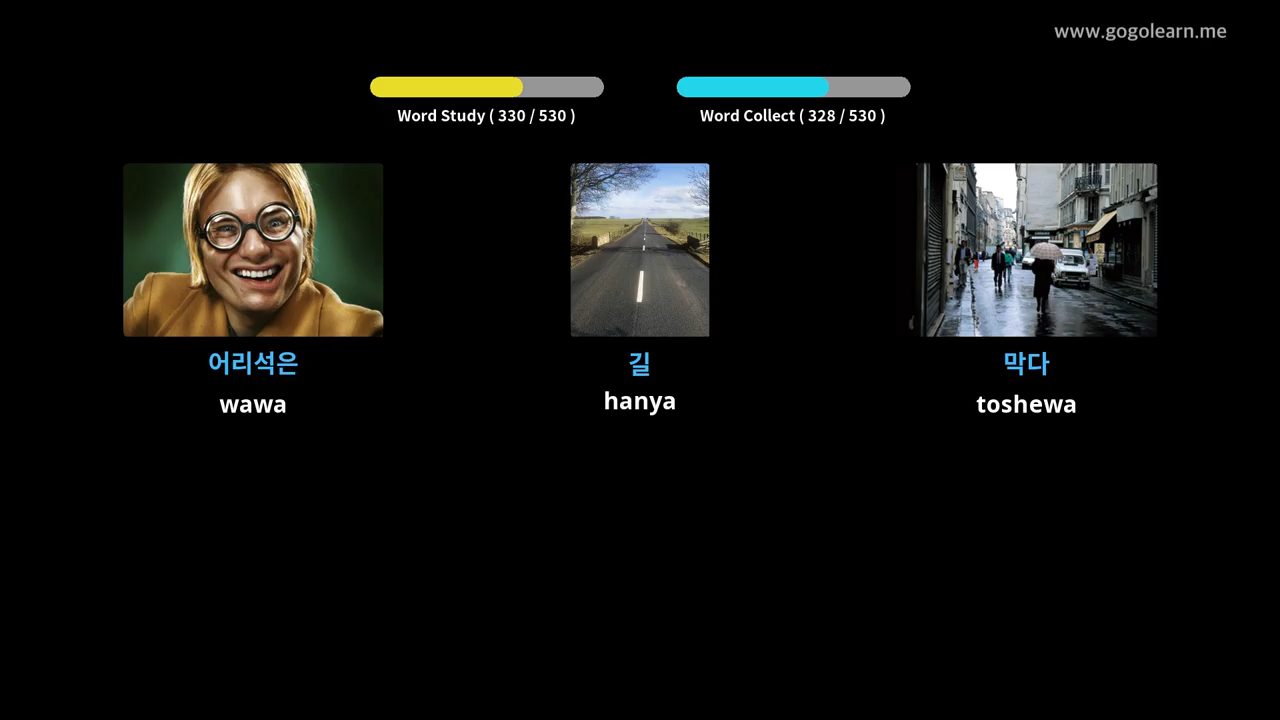 www.gogolearn.me
Word Study ( 330 / 530 )
Word Collect ( 328 / 530 )
어리석은
wawa
길
hanya
막다
toshewa